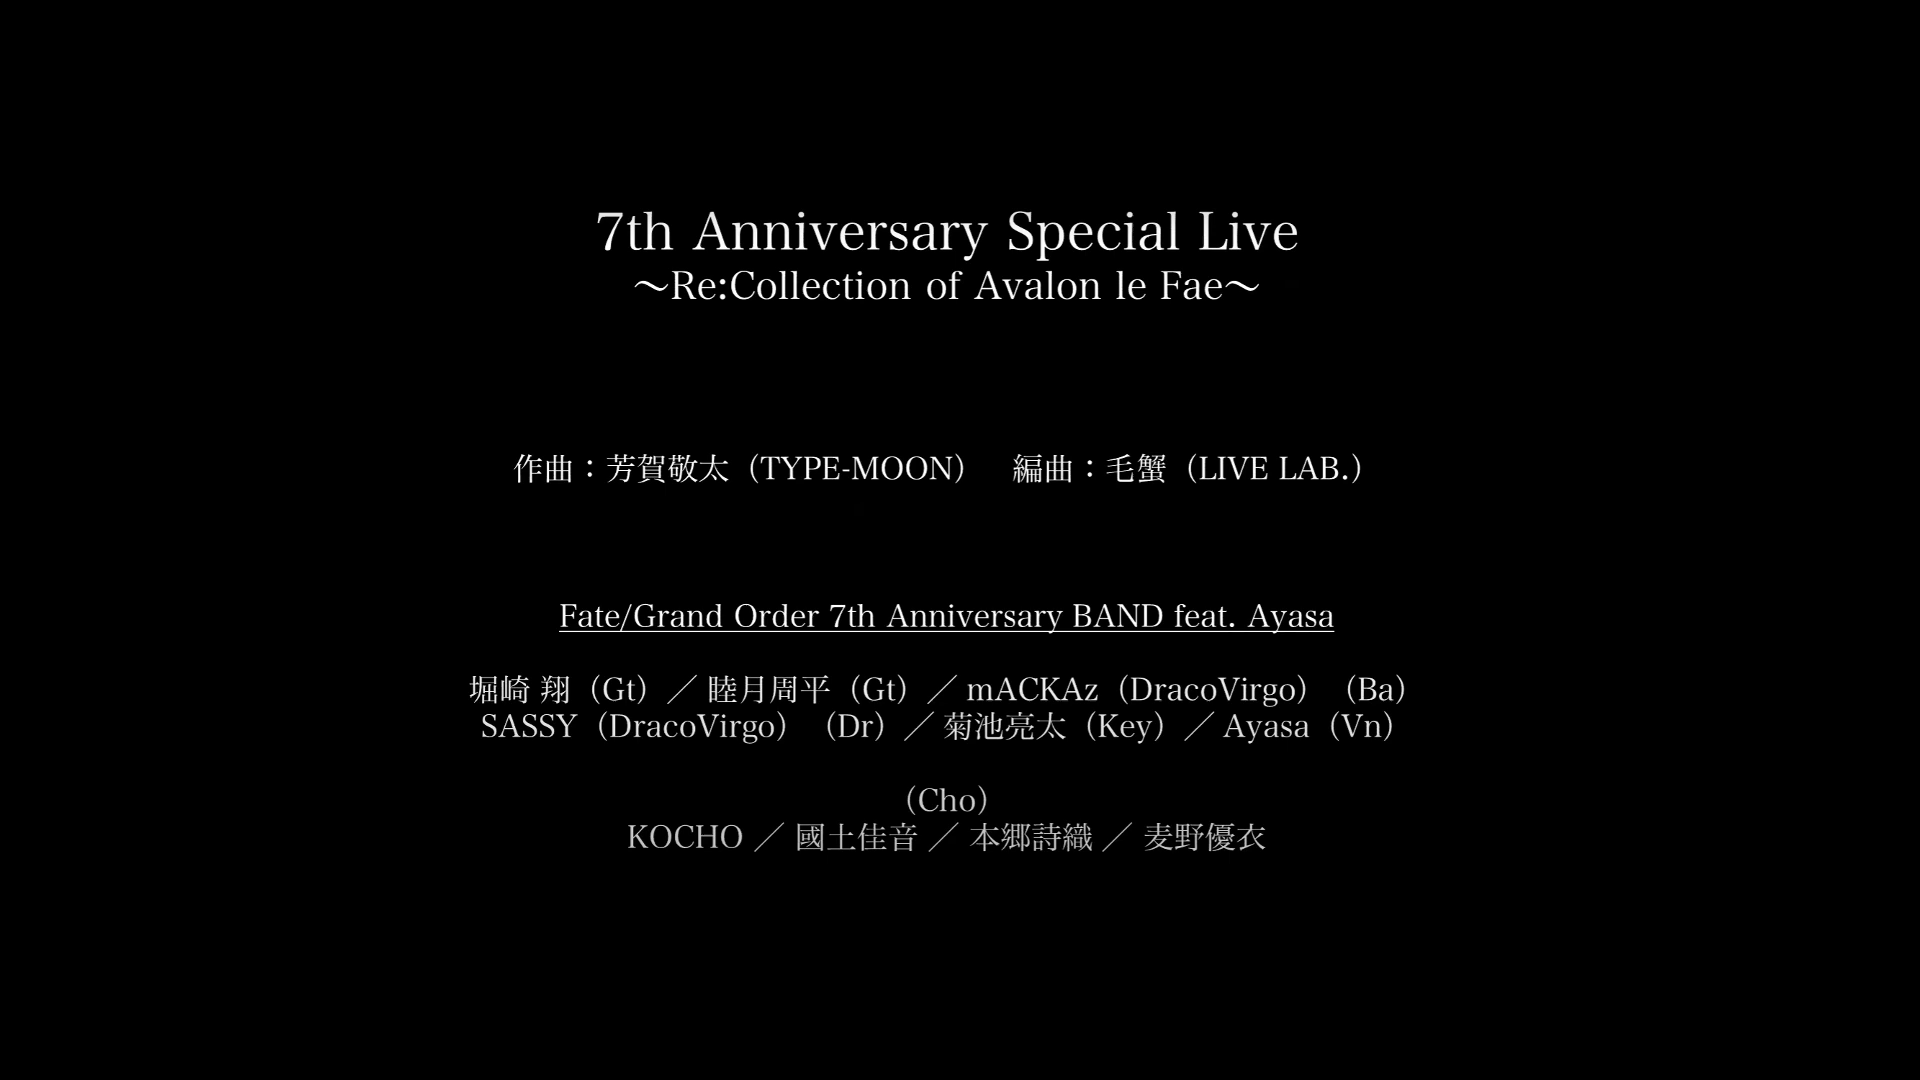 7th Anniversary Special Live
～Re:Collection of Avalon le Fae～
作曲：芳賀敬太（TYPE-MOON）　編曲：毛蟹（LIVE LAB.）
Fate/Grand Order 7th Anniversary BAND feat. Ayasa
堀崎 翔（Gt）／ 睦月周平（Gt）／ mACKAz（DracoVirgo）（Ba）
SASSY（DracoVirgo）（Dr）／ 菊池亮太（Key）／ Ayasa（Vn）
（Cho）
KOCHO ／ 國土佳音 ／ 本郷詩織 ／ 麦野優衣